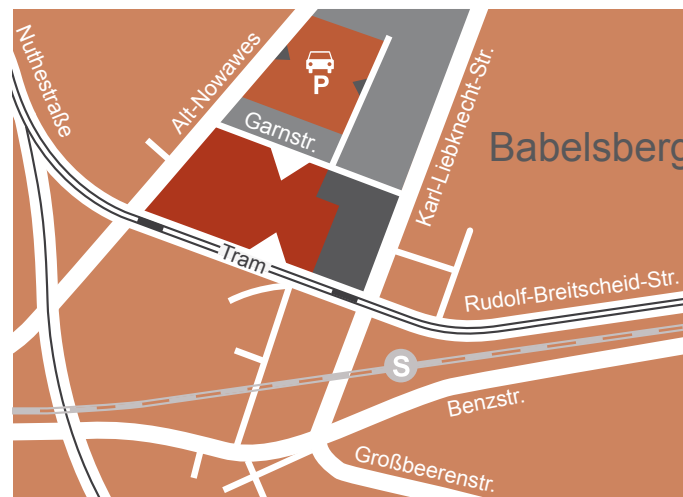 Nuthestraße
Alt-Nowawes
P
Garnstr.
Karl-Liebknecht-Str.
Babelsberg
Tram
Rudolf-Breitscheid-Str.
S
Benzstr.
Großbeerenstr.